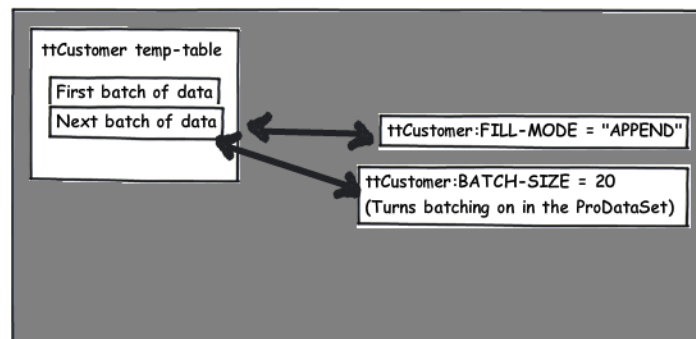 ttCustomer temp-table
First batch of data
Next batch of data
ttCustomer:FILL-MODE = "APPEND"
ttCustomer:BATCH-SIZE = 20
(Turns batching on in the ProDataSet)